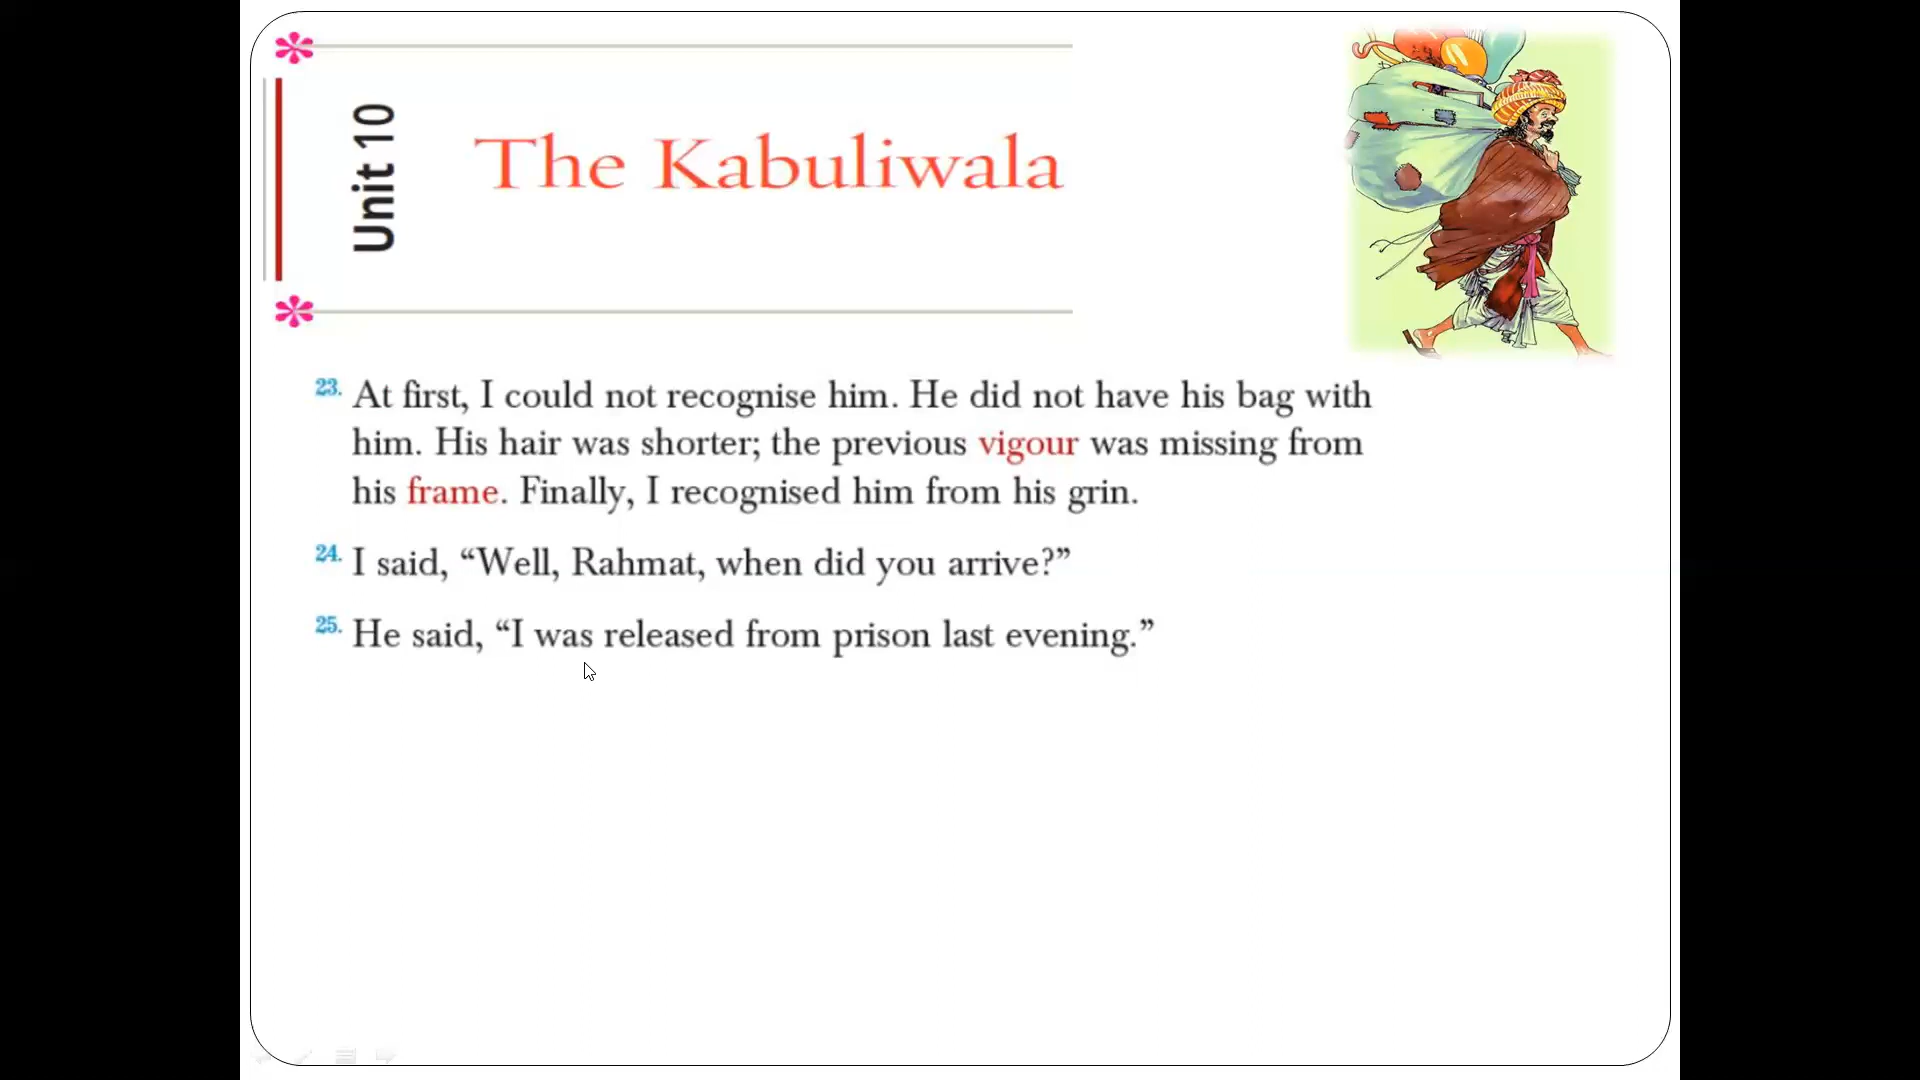 Unit 10
The Kabuliwala
23. At first, I could not recognise him. He did not have his bag with
him. His hair was shorter; the previous vigour was missing from
his frame. Finally, I recognised him from his grin.
24. I said, “Well, Rahmat, when did you arrive?”
25. He said, “I was released from prison last evening.”